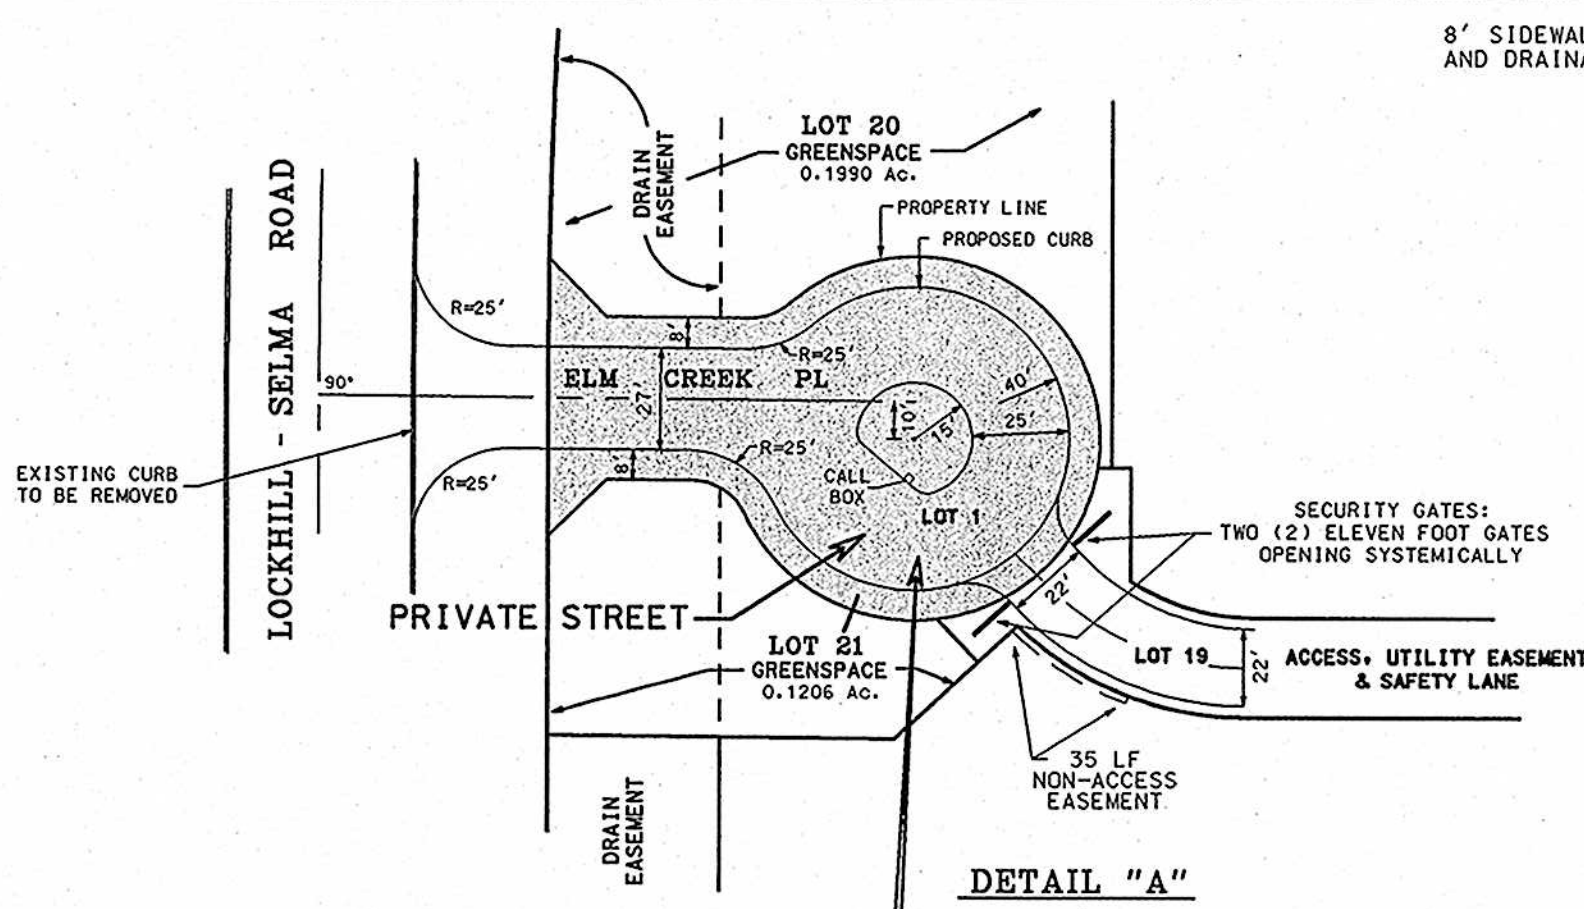 8' SIDEWAL
AND DRAINA
LOT 20
GREENSPACE
0.1990 Ac.
DRAIN
EASEMENT
LOCKHILL - SELMA ROAD
PROPERTY LINE
PROPOSED CURB
R=25'
8'
R=25'
90°
ELM CREEK PL
27'
40'
10'
15'
25'
R=25'
8'
R=25'
EXISTING CURB
TO BE REMOVED
CALL
BOX
LOT 1
SECURITY GATES:
TWO (2) ELEVEN FOOT GATES
OPENING SYSTEMICALLY
PRIVATE STREET
22'
LOT 21
GREENSPACE
0.1206 Ac.
LOT 19
22'
ACCESS, UTILITY EASEMENT
& SAFETY LANE
35 LF
NON-ACCESS
EASEMENT
DRAIN
EASEMENT
DETAIL "A"